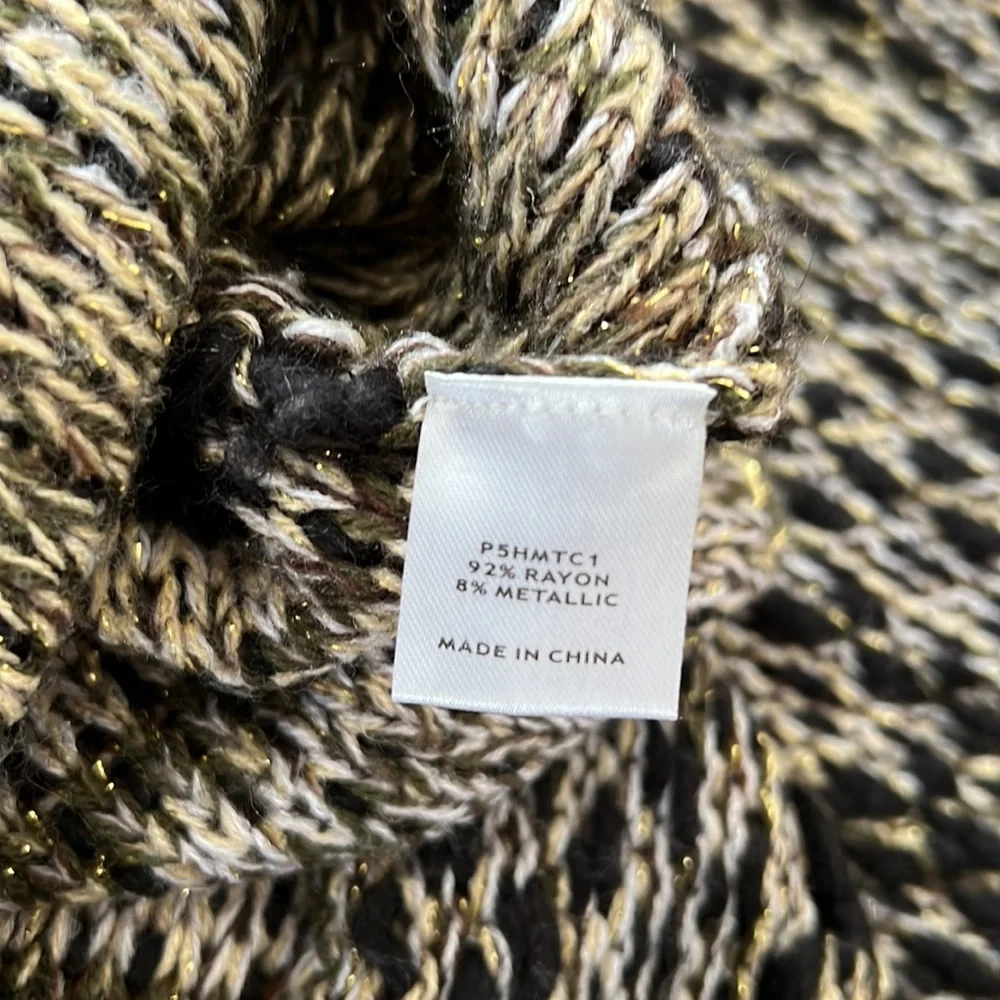 P5HMTC1
92% RAYON
8% METALLIC
MADE IN CHINA